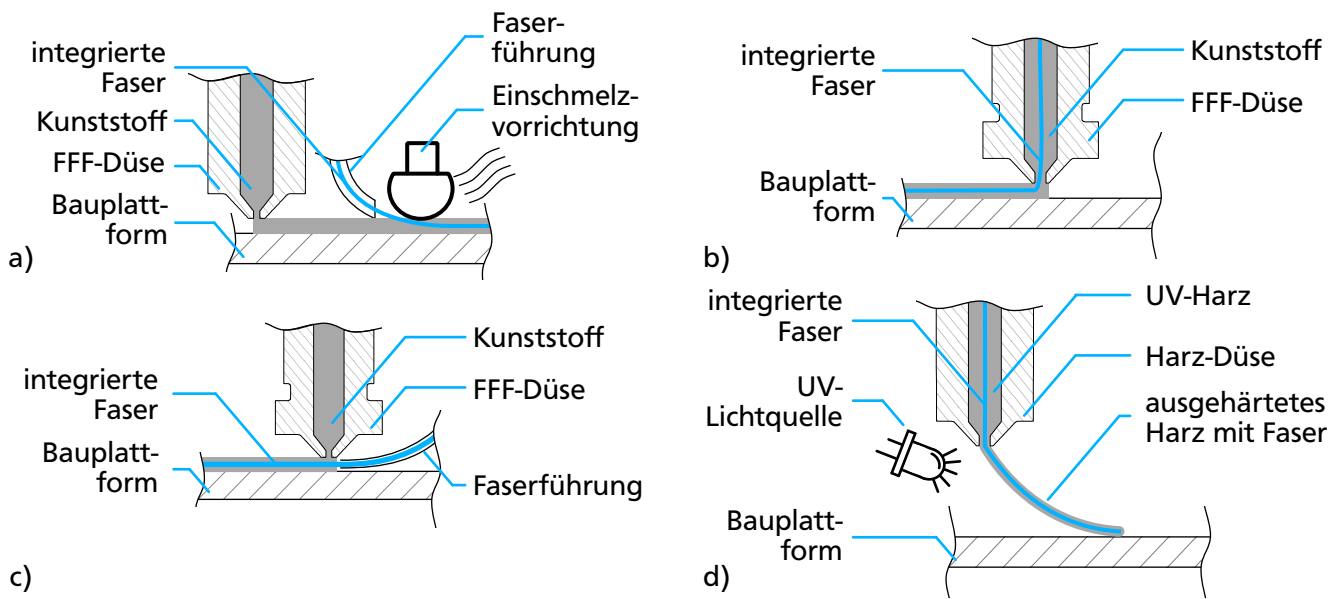 integrierte
Faser
Kunststoff
FFF-Düse
Bauplatt-
form
Faser-
führung
Einschmelz-
vorrichtung
a)
integrierte
Faser
Bauplatt-
form
Kunststoff
FFF-Düse
b)
integrierte
Faser
Bauplatt-
form
Kunststoff
FFF-Düse
Faserführung
c)
integrierte
Faser
UV-
Lichtquelle
Bauplatt-
form
UV-Harz
Harz-Düse
ausgehärtetes
Harz mit Faser
d)